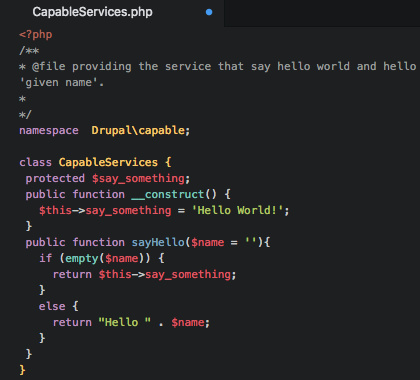 CapableServices.php
<?php
/**
* @file providing the service that say hello world and hello
'given name'.
*
*/
namespace  Drupal\capable;

class CapableServices {
 protected $say_something;
 public function __construct() {
   $this->say_something = 'Hello World!';
 }
 public function sayHello($name = ''){
   if (empty($name)) {
     return $this->say_something;
   }
   else {
     return "Hello " . $name;
   }
 }
}